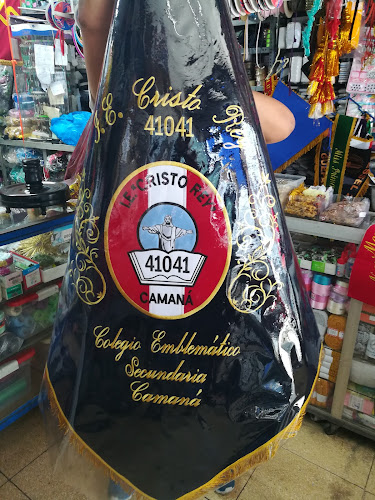 I.E. Cristo Rey
41041
I.E. CRISTO REY
41041
CAMANÁ
Colegio Emblemático
Secundaria
Camaná